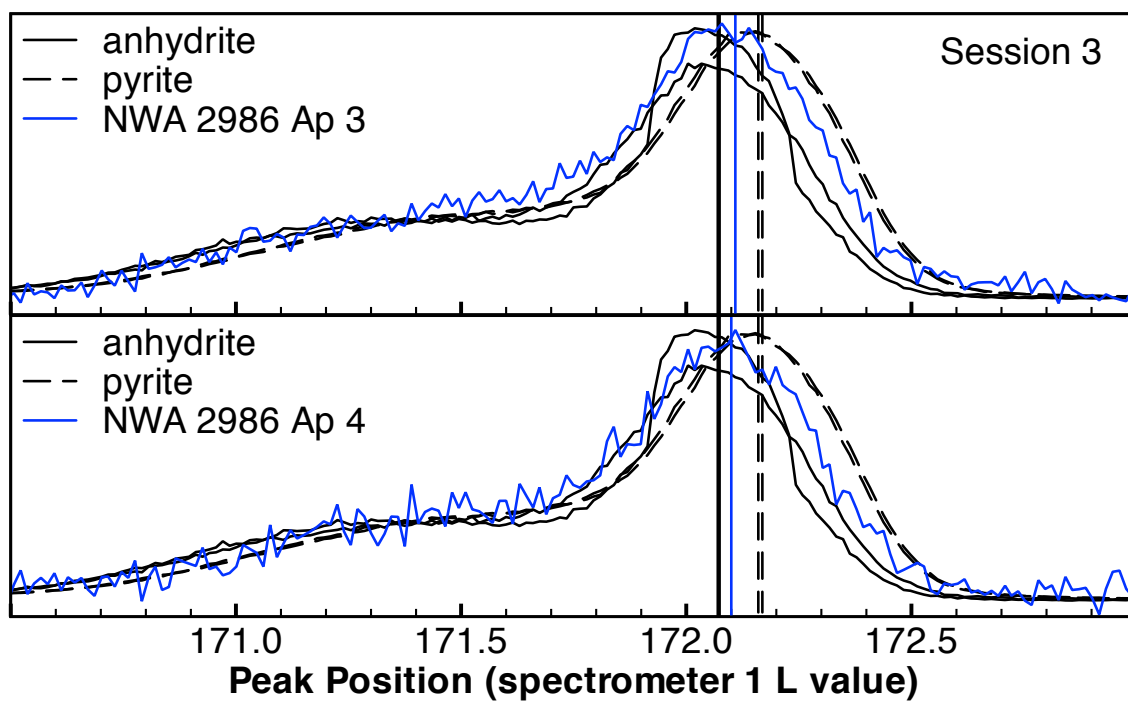 anhydrite
pyrite
NWA 2986 Ap 3
Session 3
anhydrite
pyrite
NWA 2986 Ap 4
171.0 171.5 172.0 172.5
Peak Position (spectrometer 1 L value)